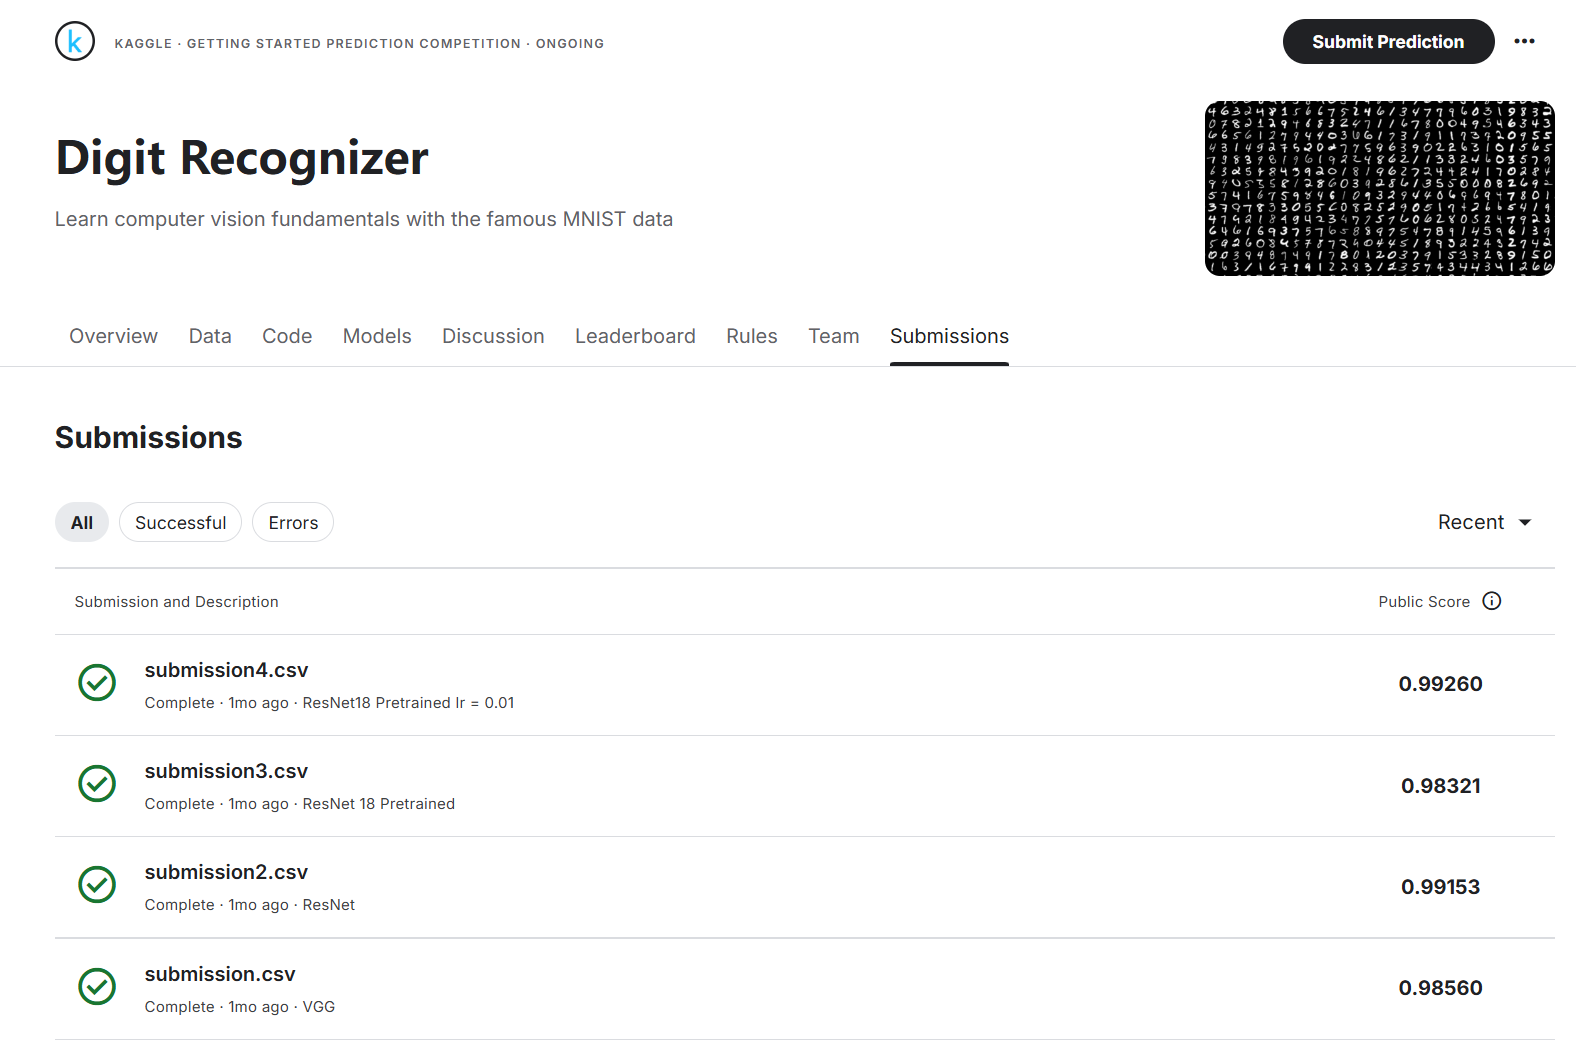 k
KAGGLE · GETTING STARTED PREDICTION COMPETITION · ONGOING
Submit Prediction
Digit Recognizer
Learn computer vision fundamentals with the famous MNIST data
Overview Data Code Models Discussion Leaderboard Rules Team Submissions
Submissions
All Successful Errors Recent
Submission and Description Public Score
submission4.csv
Complete · 1mo ago · ResNet18 Pretrained lr = 0.01
0.99260
submission3.csv
Complete · 1mo ago · ResNet 18 Pretrained
0.98321
submission2.csv
Complete · 1mo ago · ResNet
0.99153
submission.csv
Complete · 1mo ago · VGG
0.98560